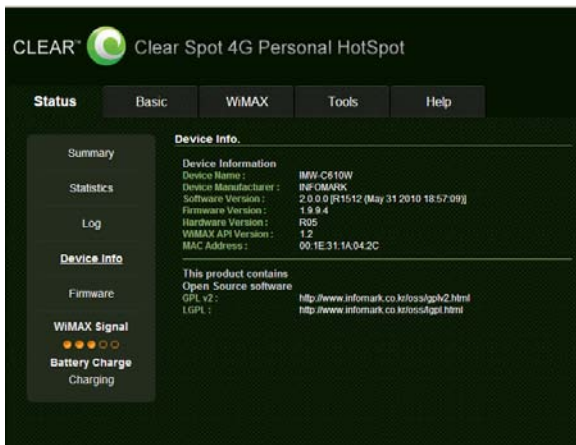 CLEAR™ Clear Spot 4G Personal HotSpot
Status Basic WiMAX Tools Help
Summary
Statistics
Log
Device Info
Firmware
WiMAX Signal
Battery Charge
Charging
Device Info.
Device Information
Device Name : IMW-C610W
Device Manufacturer : INFOMARK
Software Version : 2.0.0.0 [R1512 (May 31 2010 18:57:09)]
Firmware Version : 1.9.9.4
Hardware Version : R05
WiMAX API Version : 1.2
MAC Address : 00:1E:31:1A:04:2C
This product contains
Open Source software
GPL v2 : http://www.infomark.co.kr/oss/gplv2.html
LGPL : http://www.infomark.co.kr/oss/lgpl.html